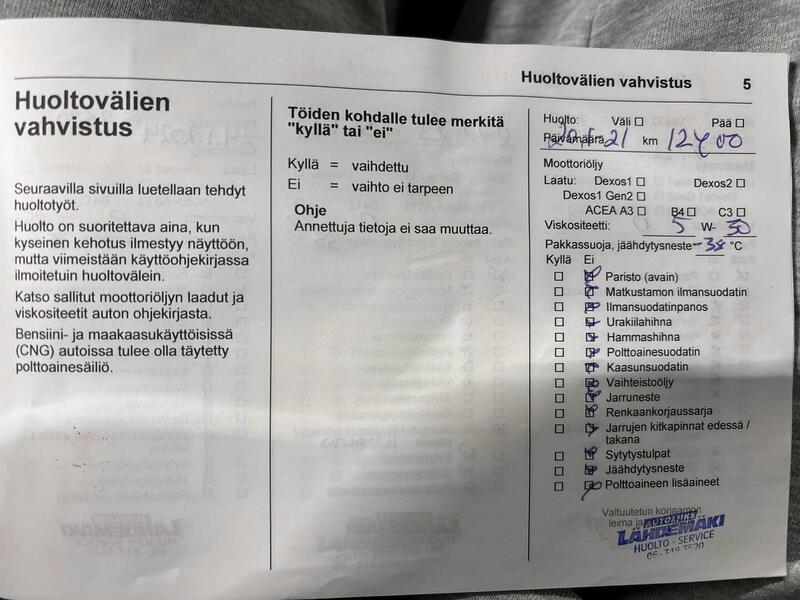 Huoltovälien vahvistus 5
Huoltovälien
vahvistus
Seuraavilla sivuilla luetellaan tehdyt
huoltotyöt.
Huolto on suoritettava aina, kun
kyseinen kehotus ilmestyy näyttöön,
mutta viimeistään käyttöohjekirjassa
ilmoitetuin huoltovälein.
Katso sallitut moottoriöljyn laadut ja
viskositeetit auton ohjekirjasta.
Bensiini- ja maakaasukäyttöisissä
(CNG) autoissa tulee olla täytetty
polttoainesäiliö.
Töiden kohdalle tulee merkitä
"kyllä" tai "ei"
Kyllä = vaihdettu
Ei = vaihto ei tarpeen
Ohje
Annettuja tietoja ei saa muuttaa.
Huolto: Väli Pää
Päivämäärä km
Moottoriöljy
Laatu: Dexos1 Dexos2
Dexos1 Gen2
ACEA A3 B4 C3
Viskositeetti: 5 W- 30
Pakkassuoja, jäähdytysneste -38 °C
Kyllä Ei
Paristo (avain)
Matkustamon ilmansuodatin
Ilmansuodatinpanos
Urakiilahihna
Hammashihna
Polttoainesuodatin
Kaasunsuodatin
Vaihteistoöljy
Jarruneste
Renkaankorjaussarja
Jarrujen kitkapinnat edessä /
takana
Sytytystulpat
Jäähdytysneste
Polttoaineen lisäaineet
Valtuutetun korjaamon
leima ja
LÄHDEMÄKI
HUOLTO - SERVICE